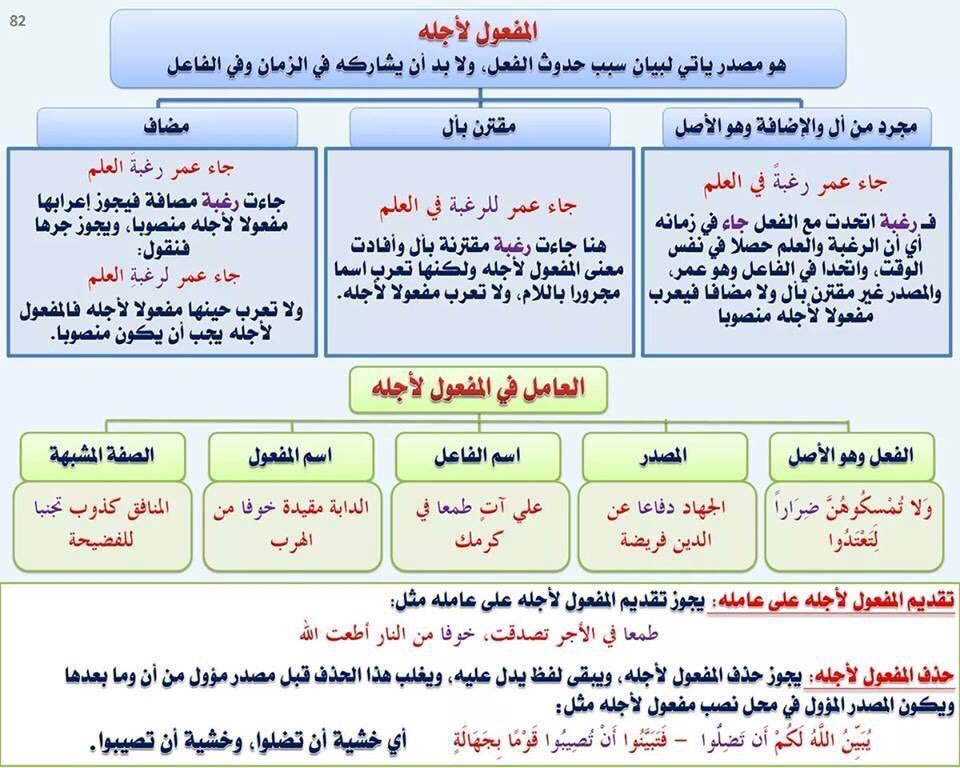 82
المفعول لأجله
هو مصدر ياتي لبيان سبب حدوث الفعل، ولا بد أن يشاركه في الزمان وفي الفاعل
مجرد من أل والإضافة وهو الأصل
جاء عمر رغبةً في العلم
فـ رغبة اتحدت مع الفعل جاء في زمانه
أي أن الرغبة والعلم حصلا في نفس
الوقت، واتحدا في الفاعل وهو عمر،
والمصدر غير مقترن بأل ولا مضافا فيعرب
مفعولا لأجله منصوبا
مقترن بأل
جاء عمر للرغبة في العلم
هنا جاءت رغبة مقترنة بأل وأفادت
معنى المفعول لأجله ولكنها تعرب اسما
مجرورا باللام، ولا تعرب مفعولا لأجله.
مضاف
جاء عمر رغبةَ العلم
جاءت رغبة مصافة فيجوز إعرابها
مفعولا لأجله منصوبا، ويجوز جرها
فنقول:
جاء عمر لرغبةِ العلم
ولا تعرب حينها مفعولا لأجله فالمفعول
لأجله يجب أن يكون منصوبا.
العامل في المفعول لأجله
الفعل وهو الأصل
وَلا تُمْسِكُوهُنَّ ضِرَاراً
لِتَعْتَدُوا
المصدر
الجهاد دفاعا عن
الدين فريضة
اسم الفاعل
علي آتٍ طمعا في
كرمك
اسم المفعول
الدابة مقيدة خوفا من
الهرب
الصفة المشبهة
المنافق كذوب تجنبا
للفضيحة
تقديم المفعول لأجله على عامله: يجوز تقديم المفعول لأجله على عامله مثل:
طمعا في الأجر تصدقت، خوفا من النار أطعت الله
حذف المفعول لأجله: يجوز حذف المفعول لأجله، ويبقى لفظ يدل عليه، ويغلب هذا الحذف قبل مصدر مؤول من أن وما بعدها
ويكون المصدر المؤول في محل نصب مفعول لأجله مثل:
يُبَيِّنُ اللَّهُ لَكُمْ أَن تَضِلُّوا – فَتَبَيَّنُوا أَنْ تُصِيبُوا قَوْمًا بِجَهَالَةٍ أي خشية أن تضلوا، وخشية أن تصيبوا.